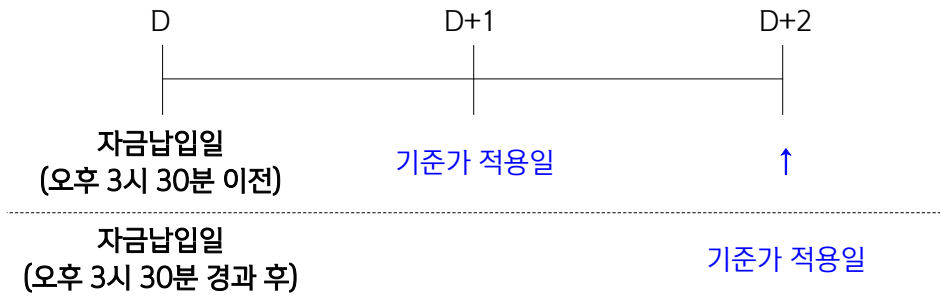 D D+1 D+2
자금납입일
(오후 3시 30분 이전)
기준가 적용일
↑
자금납입일
(오후 3시 30분 경과 후)
기준가 적용일